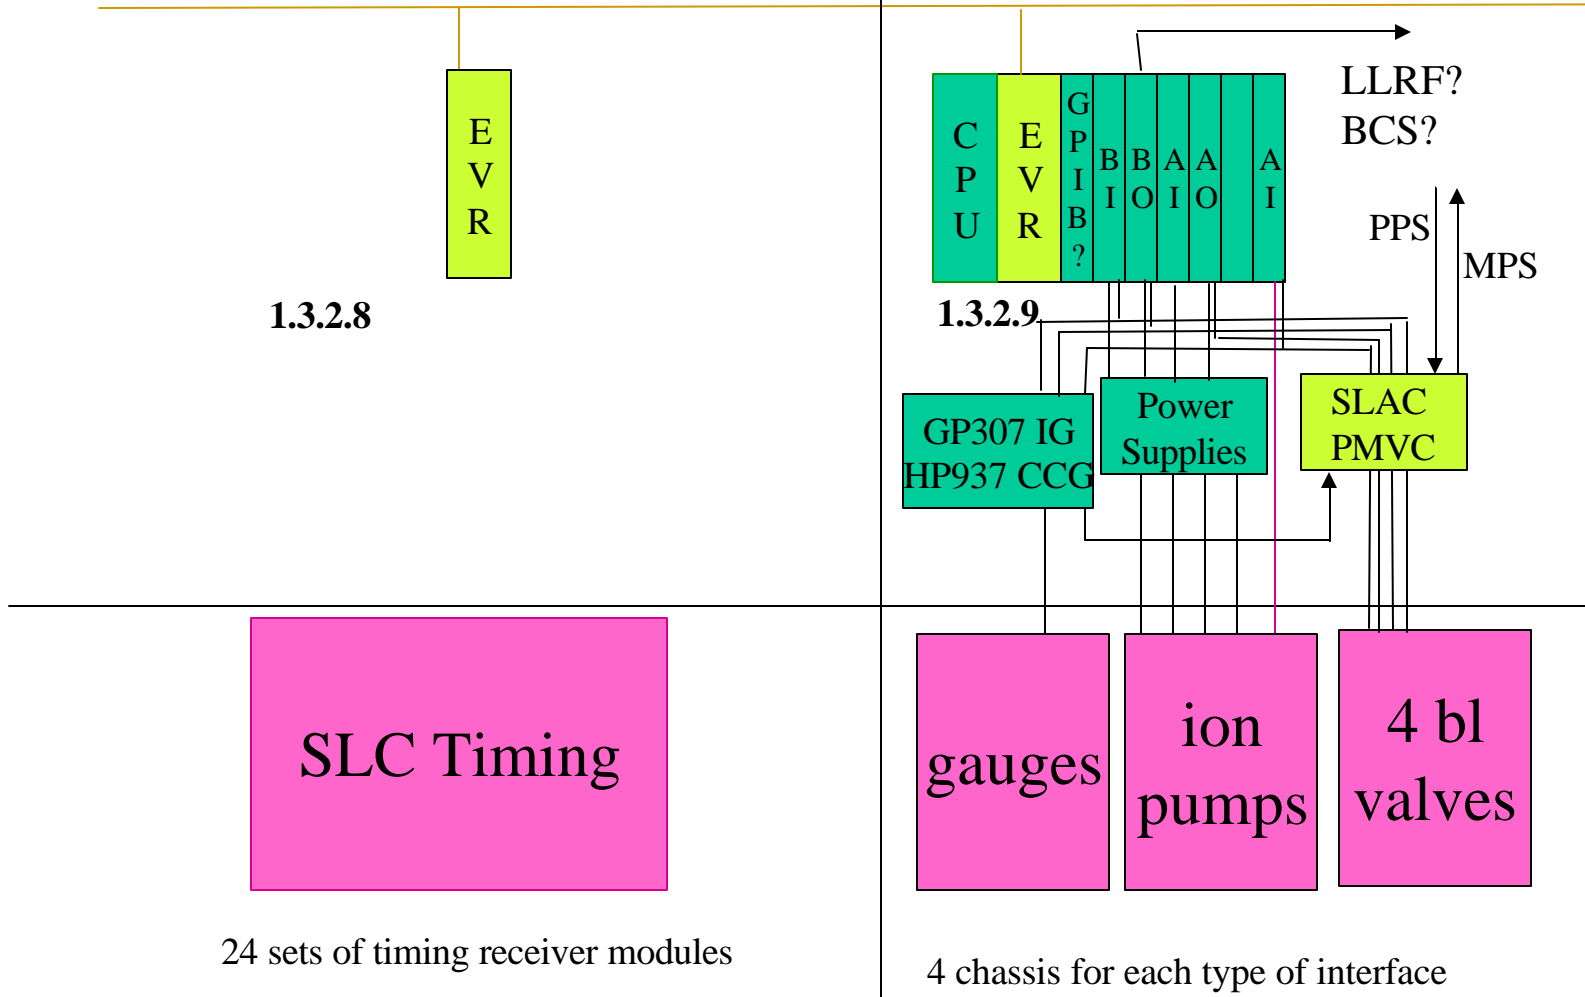 E
V
R
1.3.2.8
SLC Timing
24 sets of timing receiver modules
C
P
U
E
V
R
G
P
I
B
?
B
I
B
O
A
I
A
O
A
I
LLRF?
BCS?
PPS
MPS
1.3.2.9
GP307 IG
HP937 CCG
Power
Supplies
SLAC
PMVC
gauges
ion
pumps
4 bl
valves
4 chassis for each type of interface